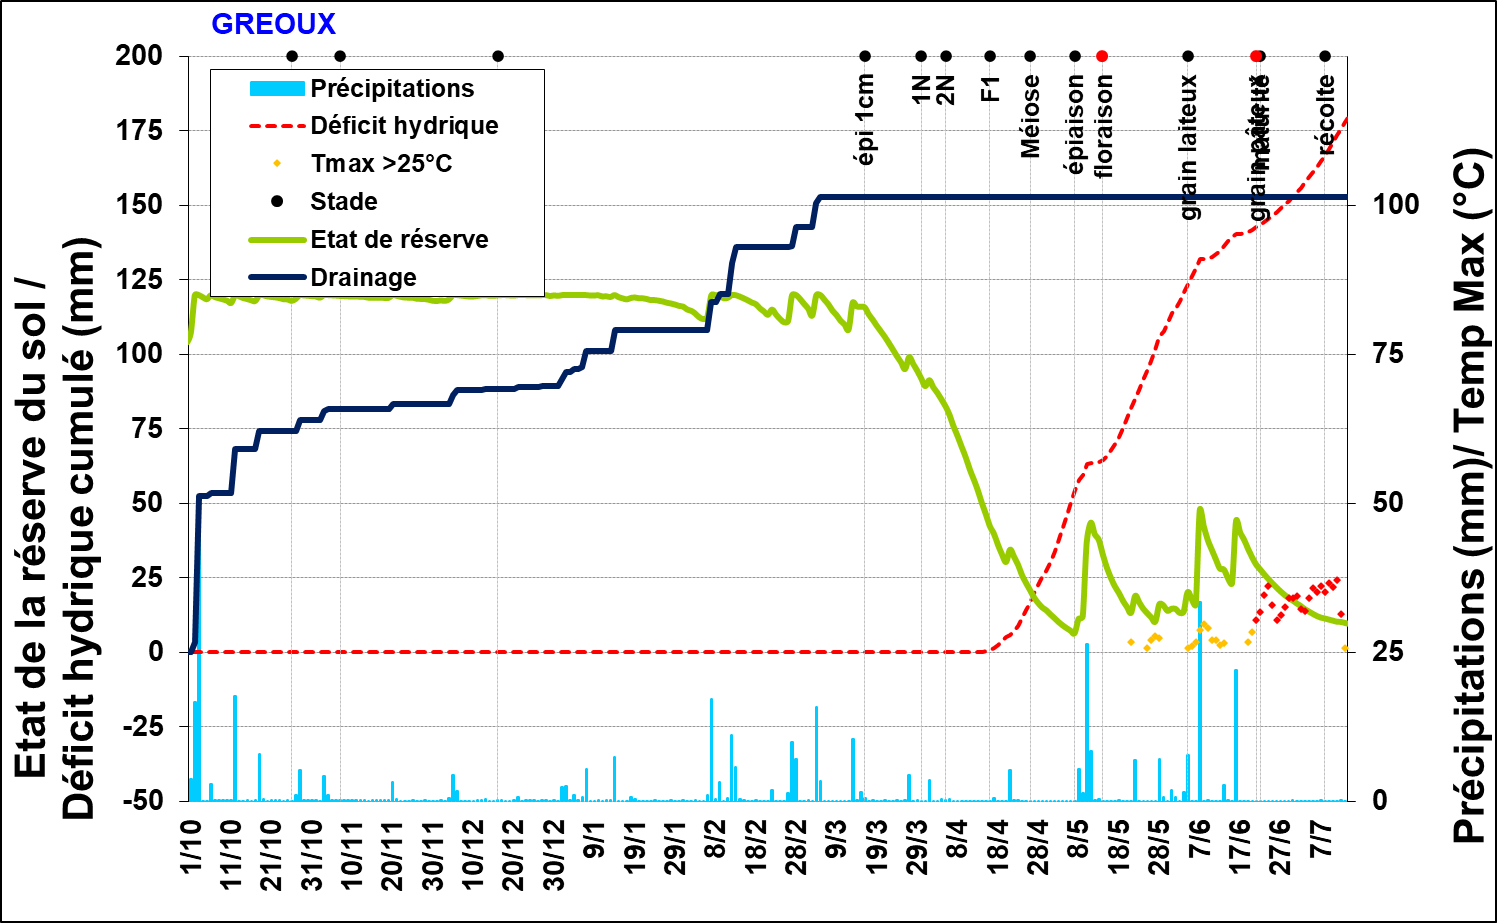 GREOUX
Précipitations
Déficit hydrique
Tmax >25°C
Stade
Etat de réserve
Drainage
épi 1cm
1N
2N
F1
Méiose
épiaison
floraison
grain laiteux
grain pâteux
maturité
récolte
Etat de la réserve du sol /
Déficit hydrique cumulé (mm)
200
175
150
125
100
75
50
25
0
-25
-50
100
75
50
25
0
Précipitations (mm)/ Temp Max (°C)
1/10
11/10
21/10
31/10
10/11
20/11
30/11
10/12
20/12
30/12
9/1
19/1
29/1
8/2
18/2
28/2
9/3
19/3
29/3
8/4
18/4
28/4
8/5
18/5
28/5
7/6
17/6
27/6
7/7